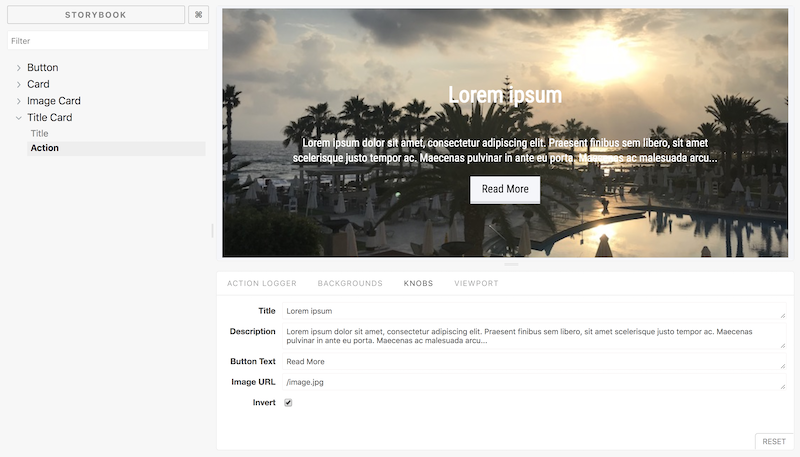 STORYBOOK
⌘
Filter
Button
Card
Image Card
Title Card
Title
Action
Lorem ipsum
Lorem ipsum dolor sit amet, consectetur adipiscing elit. Praesent finibus sem libero, sit amet
scelerisque justo tempor ac. Maecenas pulvinar in ante eu porta. Maecenas ac malesuada arcu...
Read More
ACTION LOGGER BACKGROUNDS KNOBS VIEWPORT
Title Lorem ipsum
Description Lorem ipsum dolor sit amet, consectetur adipiscing elit. Praesent finibus sem libero, sit amet scelerisque justo tempor ac. Maecenas
pulvinar in ante eu porta. Maecenas ac malesuada arcu...
Button Text Read More
Image URL /image.jpg
Invert
RESET